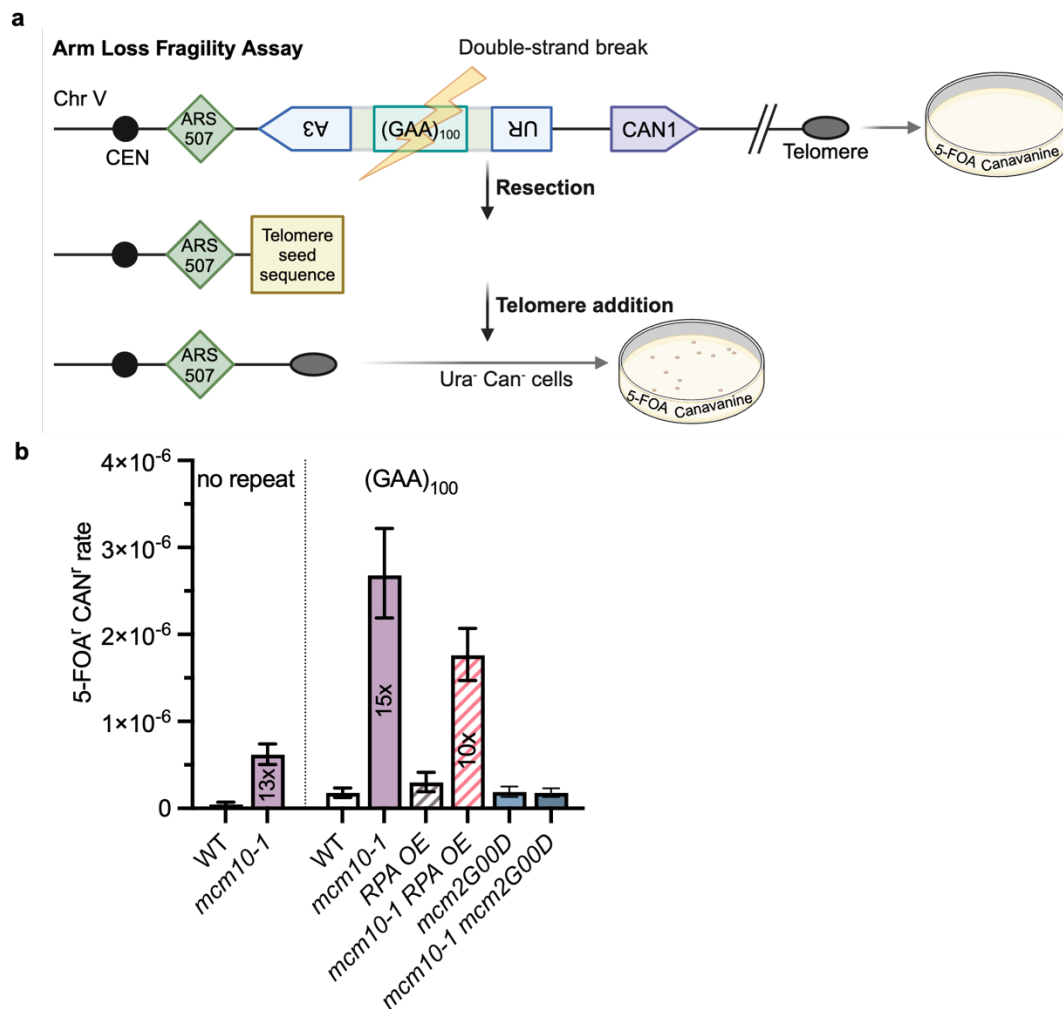 a
Arm Loss Fragility Assay
Double-strand break
Chr V
ARS
507
A3
(GAA)100
UR
CAN1
CEN
Telomere
5-FOA Canavanine
Resection
ARS
507
Telomere
seed
sequence
Telomere addition
ARS
507
Ura- Can- cells
5-FOA Canavanine
b
4×10-6
no repeat
(GAA)100
3×10-6
2×10-6
1×10-6
0
5-FOAr CANr rate
13x
15x
10x
WT
mcm10-1
WT
mcm10-1
RPA OE
mcm10-1 RPA OE
mcm2G00D
mcm10-1 mcm2G00D